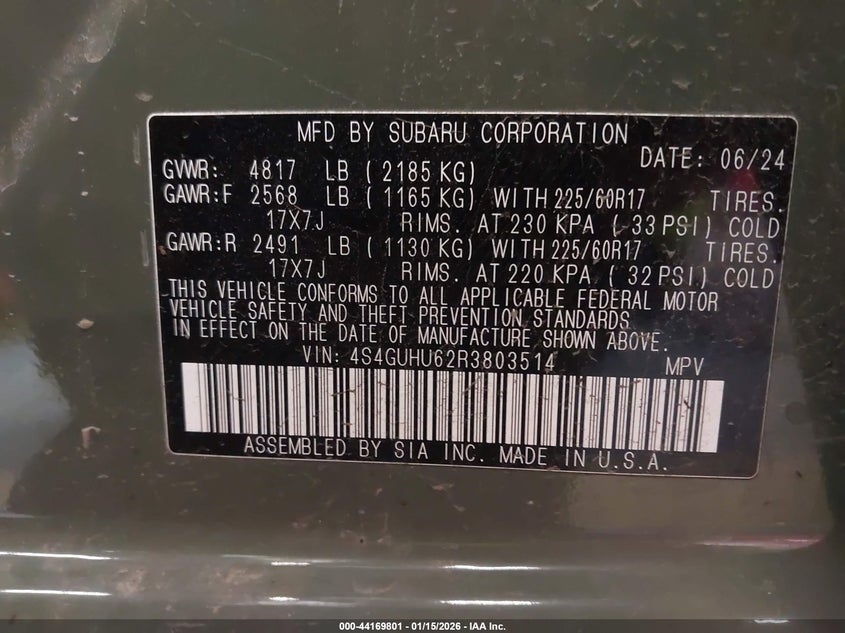 MFD BY SUBARU CORPORATION
DATE: 06/24
GVWR: 4817 LB ( 2185 KG)
GAWR:F 2568 LB ( 1165 KG) WITH 225/60R17 TIRES.
17X7J RIMS. AT 230 KPA ( 33 PSI) COLD
GAWR:R 2491 LB ( 1130 KG) WITH 225/60R17 TIRES.
17X7J RIMS. AT 220 KPA ( 32 PSI) COLD
THIS VEHICLE CONFORMS TO ALL APPLICABLE FEDERAL MOTOR
VEHICLE SAFETY AND THEFT PREVENTION STANDARDS
IN EFFECT ON THE DATE OF MANUFACTURE SHOWN ABOVE.
VIN: 4S4GUHU62R3803514 MPV
ASSEMBLED BY SIA INC. MADE IN U.S.A.
000-44169801 - 01/15/2026 - IAA Inc.